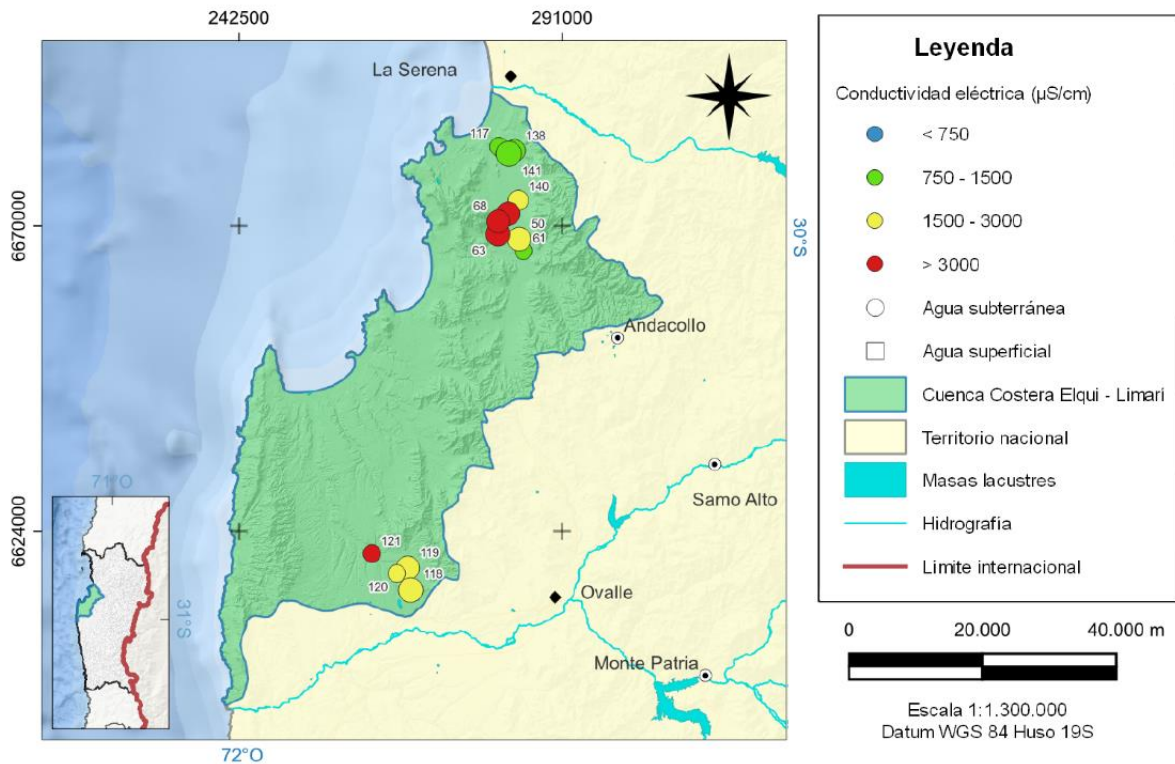 242500
291000
La Serena
117
138
141
140
68
50
61
63
6670000
30°S
Andacollo
Samo Alto
6624000
121
119
120
118
Ovalle
Monte Patria
71°O
31°S
72°O
Leyenda
Conductividad eléctrica (µS/cm)
< 750
750 - 1500
1500 - 3000
> 3000
Agua subterránea
Agua superficial
Cuenca Costera Elqui - Limari
Territorio nacional
Masas lacustres
Hidrografia
Limite internacional
0 20.000 40.000 m
Escala 1:1.300.000
Datum WGS 84 Huso 19S